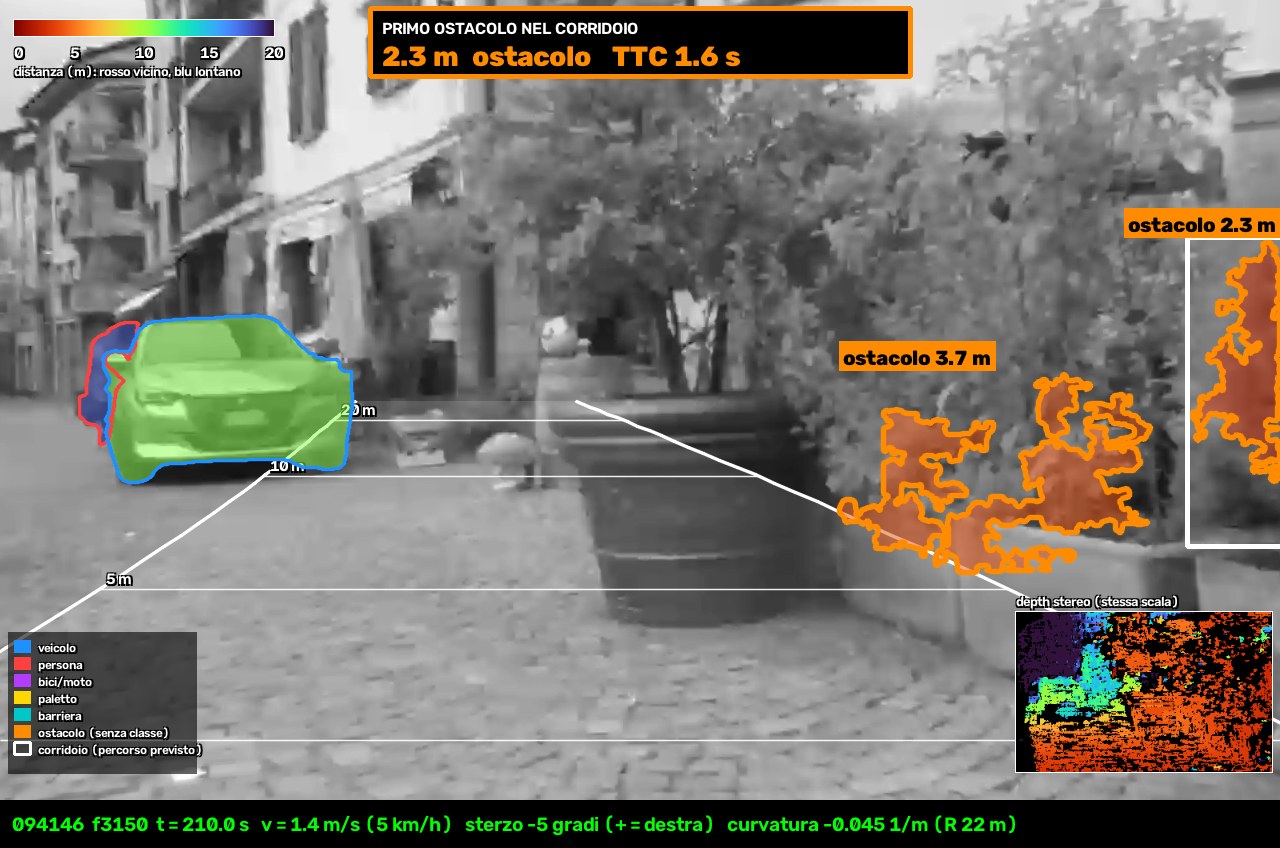 0 5 10 15 20
distanza (m): rosso vicino, blu lontano
PRIMO OSTACOLO NEL CORRIDOIO
2.3 m ostacolo TTC 1.6 s
ostacolo 2.3 m
ostacolo 3.7 m
20 m
10 m
5 m
depth stereo (stessa scala)
veicolo
persona
bici/moto
paletto
barriera
ostacolo (senza classe)
corridoio (percorso previsto)
094146 f3150 t=210.0 s v=1.4 m/s (5 km/h) sterzo -5 gradi (+=destra) curvatura -0.045 1/m (R 22 m)